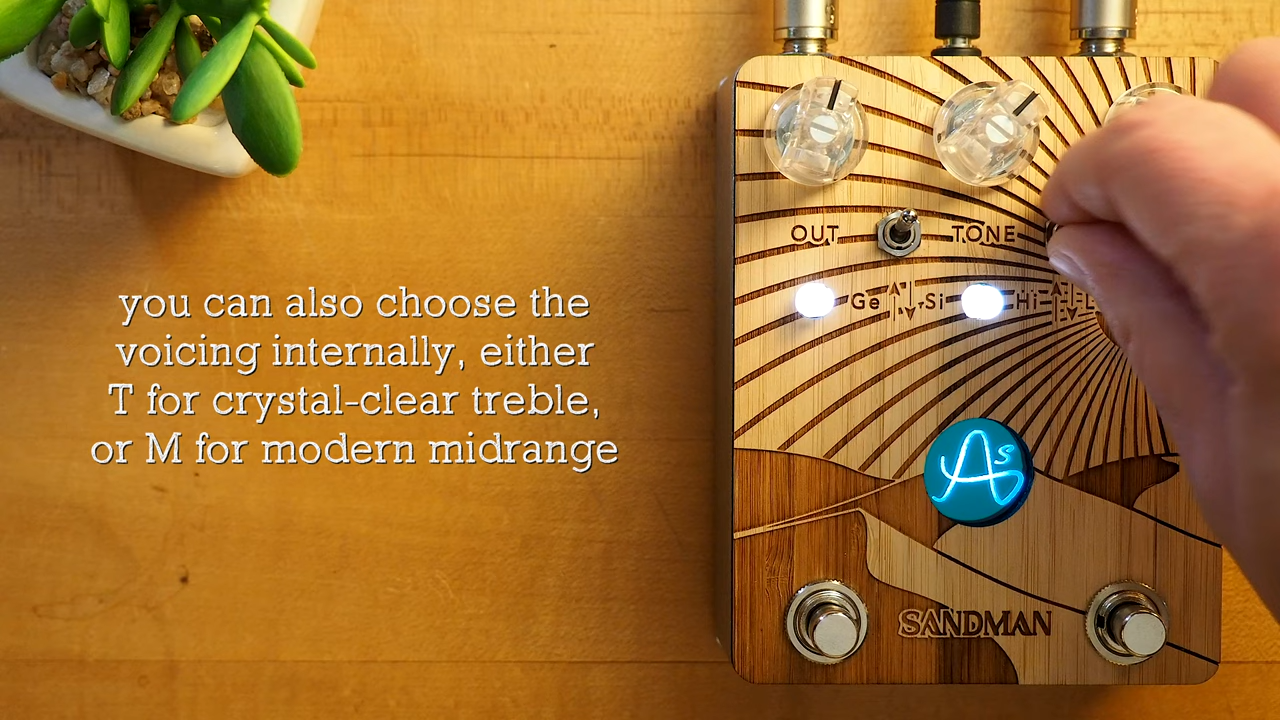 you can also choose the
voicing internally, either
T for crystal-clear treble,
or M for modern midrange
OUT
TONE
Ge
Si
Hi
As
SANDMAN